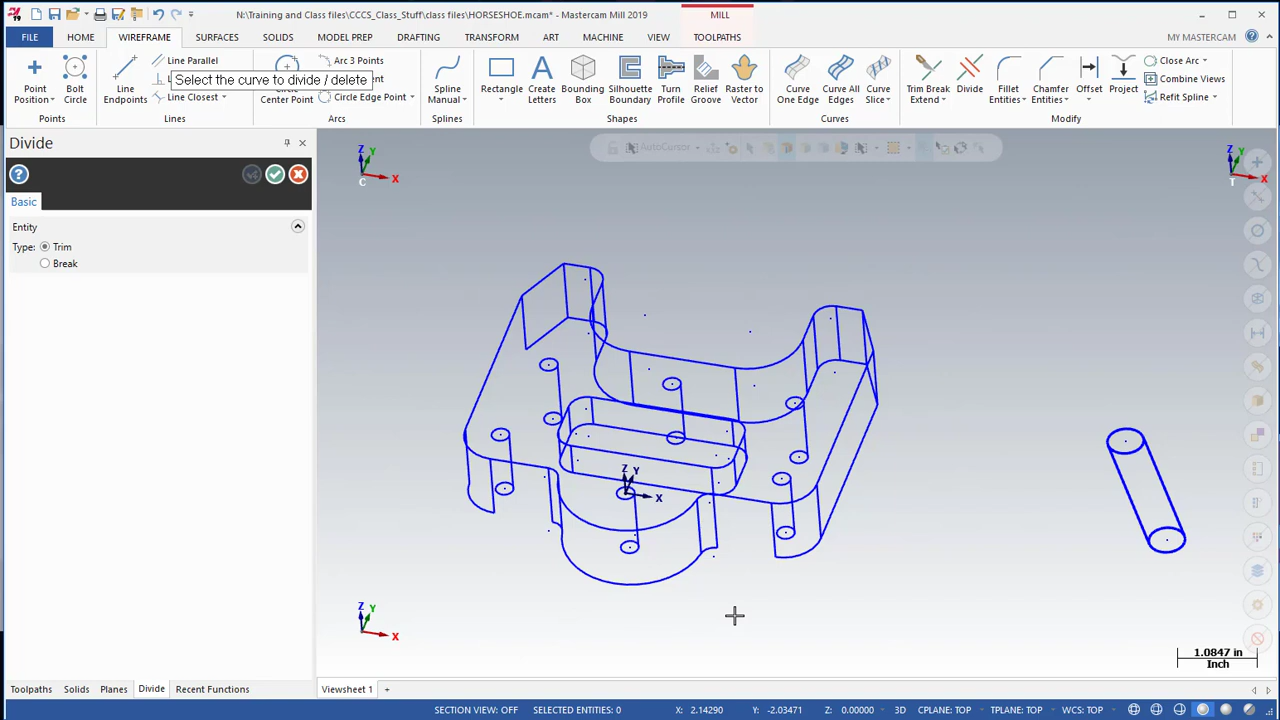 N:\Training and Class files\CCCS_Class_Stuff\class files\HORSESHOE.mcam* - Mastercam Mill 2019
MILL
FILE
HOME
WIREFRAME
SURFACES
SOLIDS
MODEL PREP
DRAFTING
TRANSFORM
ART
MACHINE
VIEW
TOOLPATHS
MY MASTERCAM
Point Position
Bolt Circle
Points
Line Endpoints
Line Parallel
Line Closest
Lines
Select the curve to divide / delete
Circle Center Point
Arc 3 Points
Circle Edge Point
Arcs
Spline Manual
Splines
Rectangle
Create Letters
Bounding Box
Silhouette Boundary
Turn Profile
Relief Groove
Raster to Vector
Shapes
Curve One Edge
Curve All Edges
Curve Slice
Curves
Trim Break Extend
Divide
Fillet Entities
Chamfer Entities
Offset
Project
Close Arc
Combine Views
Refit Spline
Modify
Divide
Basic
Entity
Type:
Trim
Break
AutoCursor
Z
Y
X
C
Z
Y
X
T
Z
Y
X
Z
Y
X
1.0847 in
Inch
Toolpaths
Solids
Planes
Divide
Recent Functions
Viewsheet 1
+
SECTION VIEW: OFF
SELECTED ENTITIES: 0
X: 2.14290
Y: -2.03471
Z: 0.00000
3D
CPLANE: TOP
TPLANE: TOP
WCS: TOP